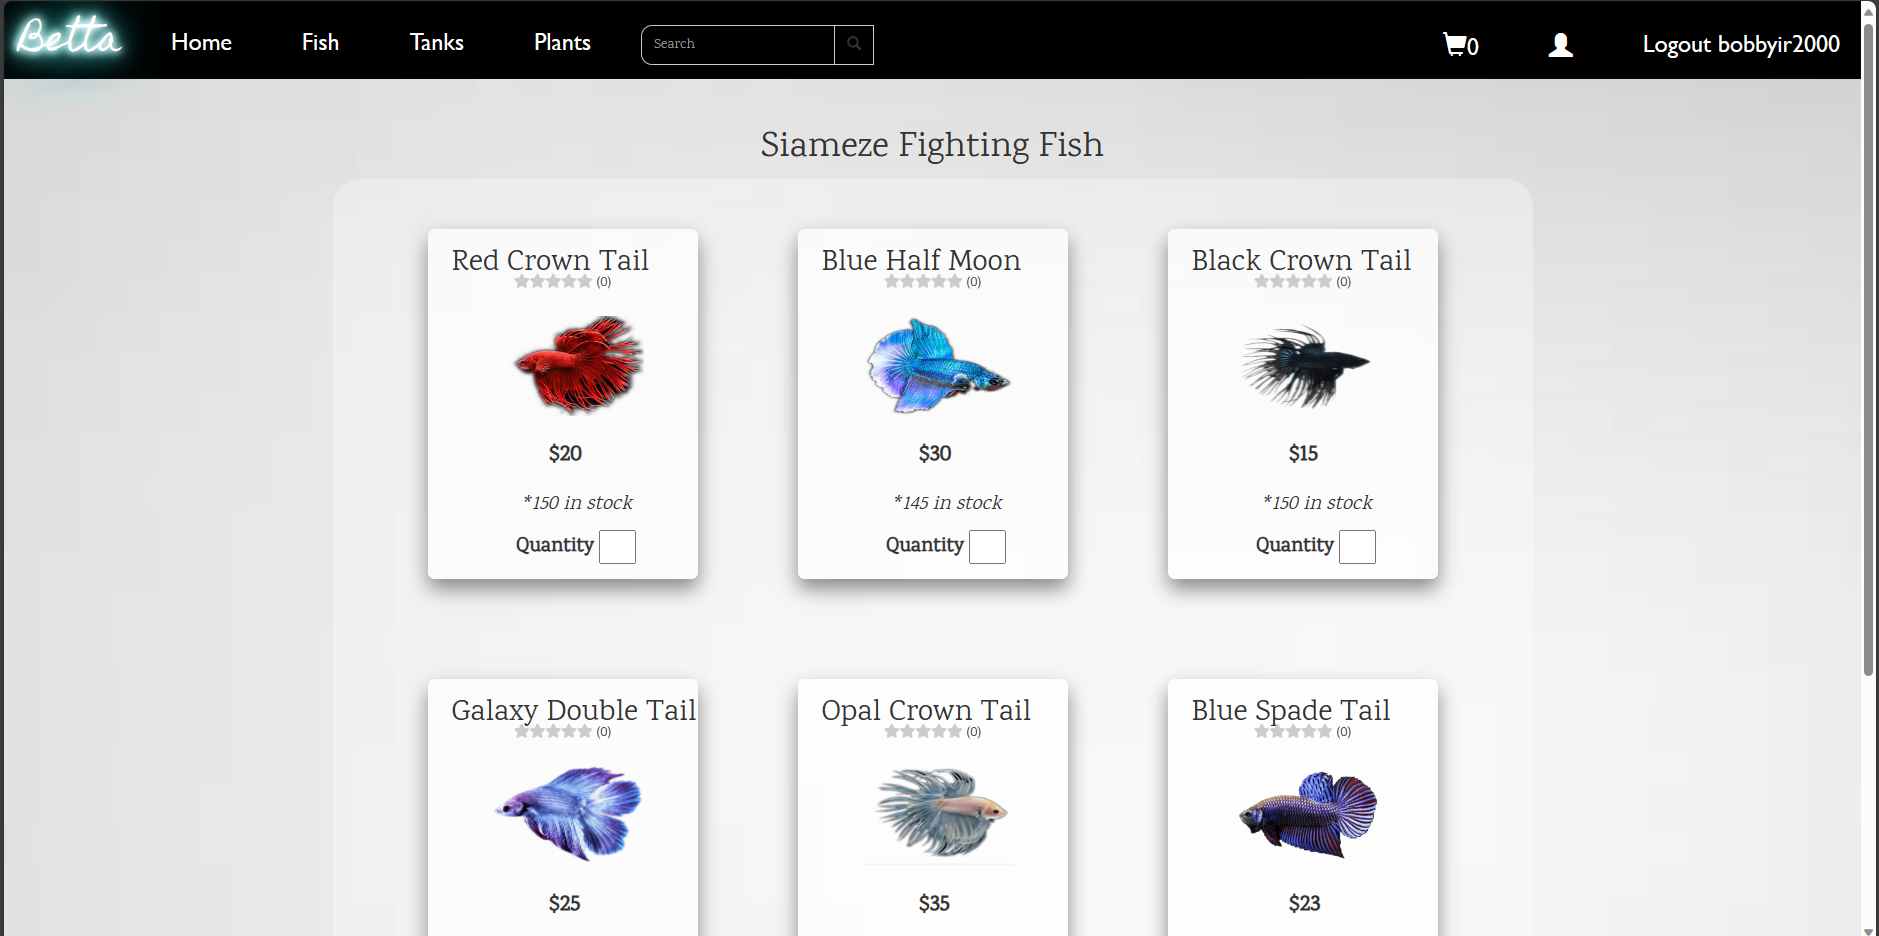 Betta Home Fish Tanks Plants Search 0 Logout bobbyir2000
Siameze Fighting Fish
Red Crown Tail Blue Half Moon Black Crown Tail
(0) (0) (0)
$20 $30 $15
*150 in stock *145 in stock *150 in stock
Quantity Quantity Quantity
Galaxy Double Tail Opal Crown Tail Blue Spade Tail
(0) (0) (0)
$25 $35 $23